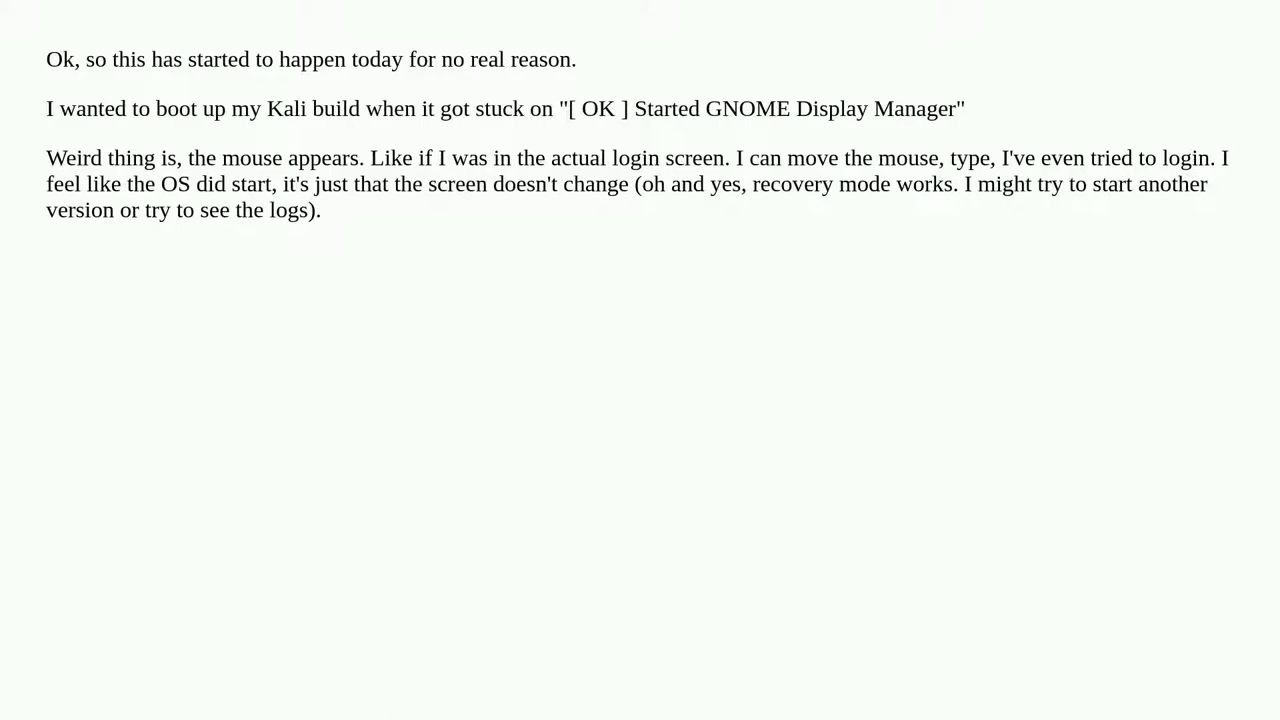 Ok, so this has started to happen today for no real reason.
I wanted to boot up my Kali build when it got stuck on "[ OK ] Started GNOME Display Manager"
Weird thing is, the mouse appears. Like if I was in the actual login screen. I can move the mouse, type, I've even tried to login. I
feel like the OS did start, it's just that the screen doesn't change (oh and yes, recovery mode works. I might try to start another
version or try to see the logs).